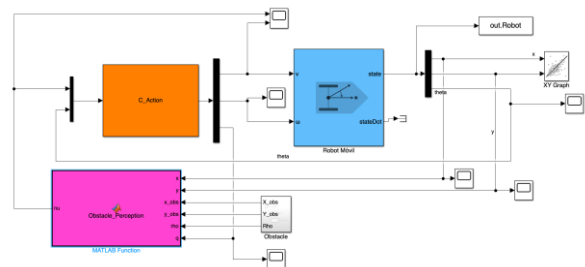 out.Robot
x
XY Graph
theta
C_Action
v
state
ω
stateDot
Robot Móvil
y
theta
nu
Obstacle_Perception
x
y
x_obs
y_obs
rho
q
MATLAB Function
X_obs
Y_obs
Rho
Obstacle